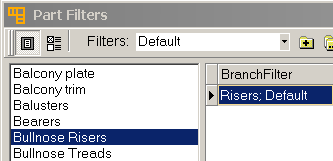 Part Filters
Filters: Default
Balcony plate
Balcony trim
Balusters
Bearers
Bullnose Risers
Bullnose Treads
BranchFilter
Risers; Default